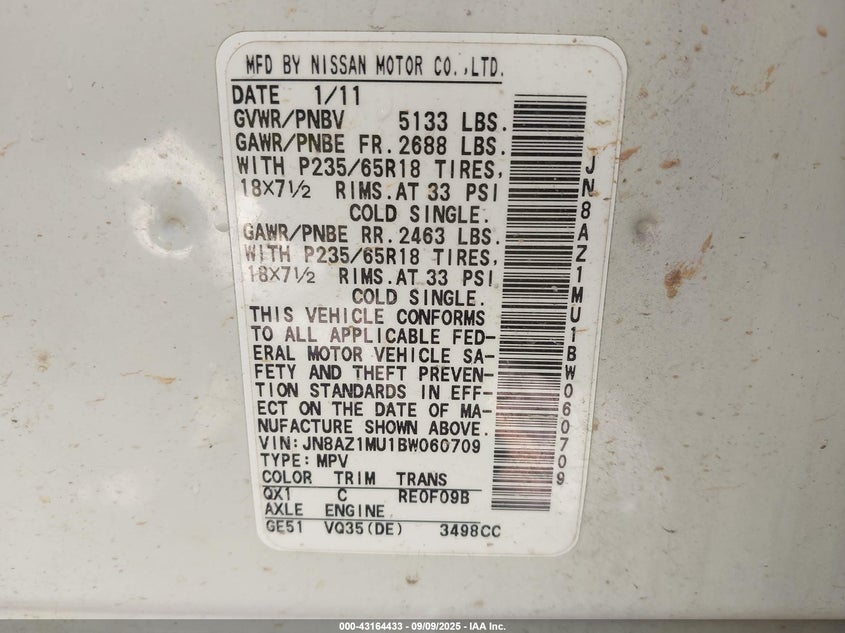 MFD BY NISSAN MOTOR CO.,LTD.
DATE 1/11
GVWR/PNBV 5133 LBS.
GAWR/PNBE FR.2688 LBS.
WITH P235/65R18 TIRES,
18X7½ RIMS.AT 33 PSI
COLD SINGLE.
GAWR/PNBE RR.2463 LBS.
WITH P235/65R18 TIRES,
18X7½ RIMS.AT 33 PSI
COLD SINGLE.
THIS VEHICLE CONFORMS
TO ALL APPLICABLE FED-
ERAL MOTOR VEHICLE SA-
FETY AND THEFT PREVEN-
TION STANDARDS IN EFF-
ECT ON THE DATE OF MA-
NUFACTURE SHOWN ABOVE.
VIN:JN8AZ1MU1BW060709
TYPE:MPV
COLOR TRIM TRANS
QX1 C RE0F09B
AXLE ENGINE
GE51 VQ35(DE) 3498CC
JN8AZ1MU1BW060709
000-43164433 - 09/09/2025 - IAA Inc.